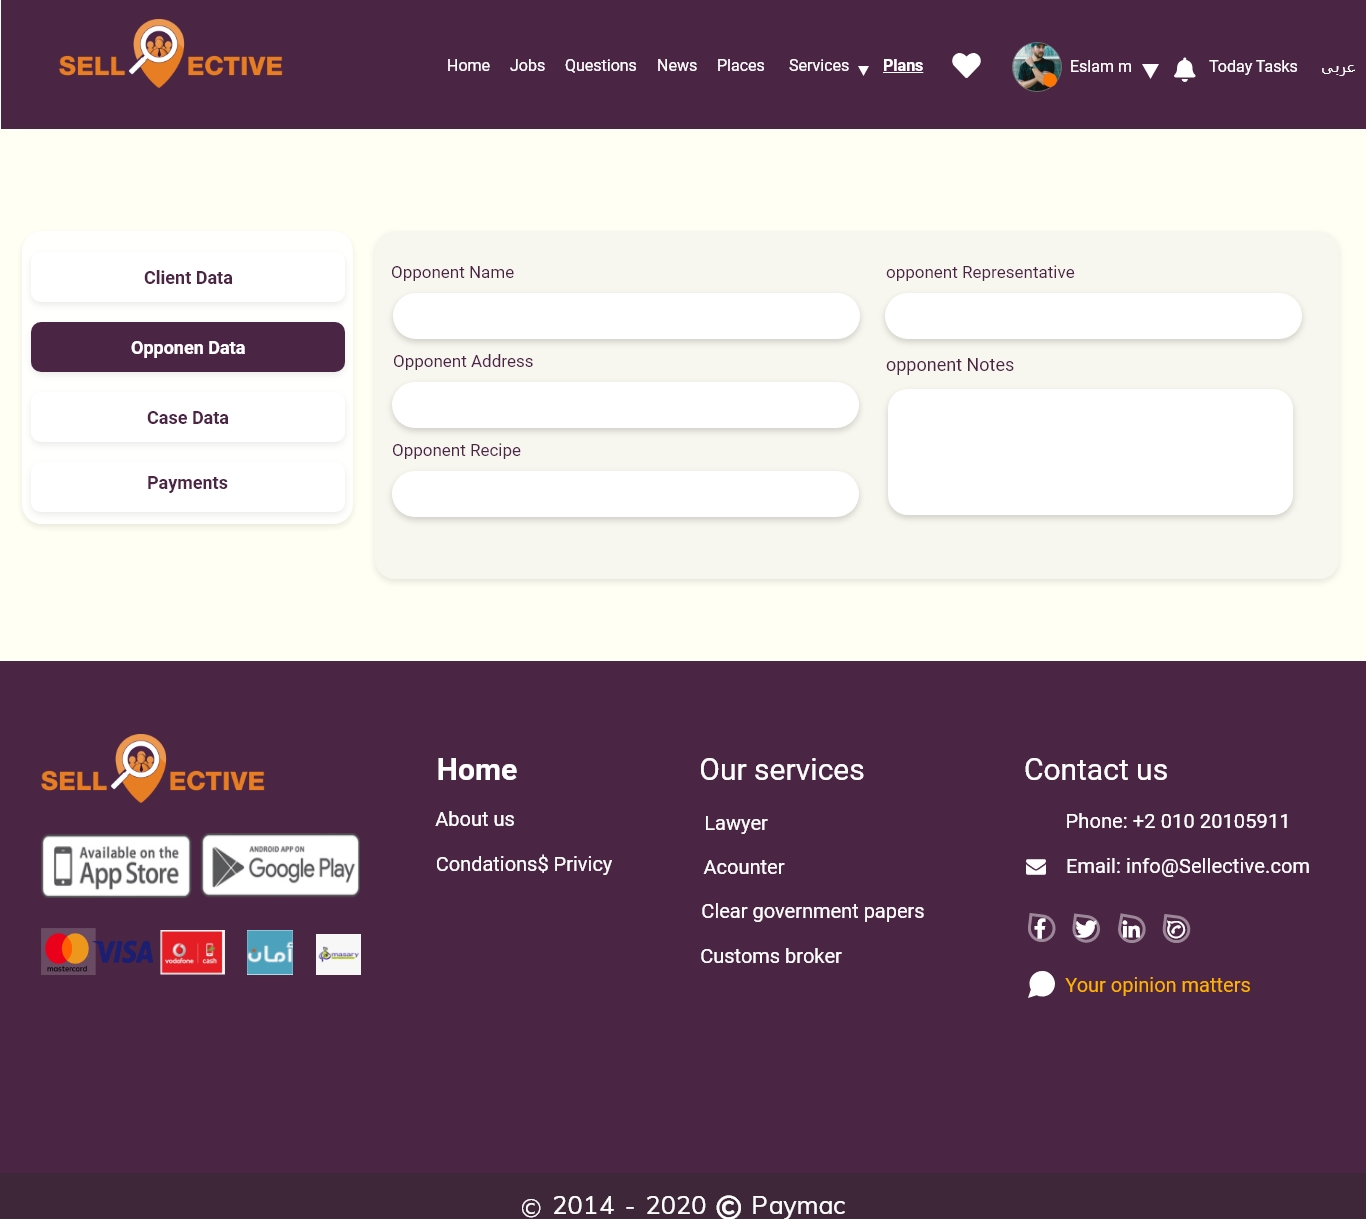 SELL ECTIVE
Home Jobs Questions News Places Services Plans Eslam m Today Tasks عربى
Client Data
Opponen Data
Case Data
Payments
Opponent Name
opponent Representative
Opponent Address
opponent Notes
Opponent Recipe
SELL ECTIVE
Available on the
App Store
ANDROID APP ON
Google Play
mastercard
VISA
vodafone cash
أمان
masary
Home
About us
Condations$ Privicy
Our services
Lawyer
Acounter
Clear government papers
Customs broker
Contact us
Phone: +2 010 20105911
Email: info@Sellective.com
Your opinion matters
© 2014 - 2020 © Paymac